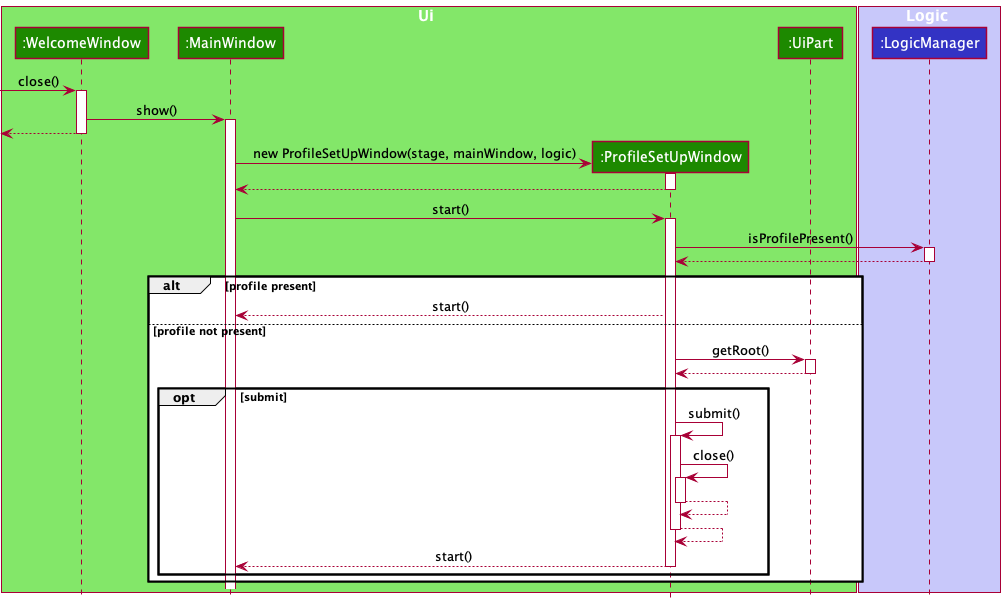 Ui
Logic
:WelcomeWindow
:MainWindow
:UiPart
:LogicManager
close()
show()
new ProfileSetUpWindow(stage, mainWindow, logic)
:ProfileSetUpWindow
start()
isProfilePresent()
alt
[profile present]
start()
[profile not present]
getRoot()
opt
[submit]
submit()
close()
start()